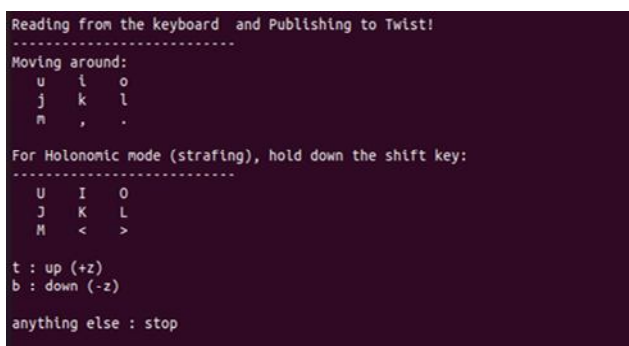 Reading from the keyboard  and Publishing to Twist!
---------------------------
Moving around:
   u    i    o
   j    k    l
   m    ,    .
For Holonomic mode (strafing), hold down the shift key:
---------------------------
   U    I    O
   J    K    L
   M    <    >
t : up (+z)
b : down (-z)
anything else : stop